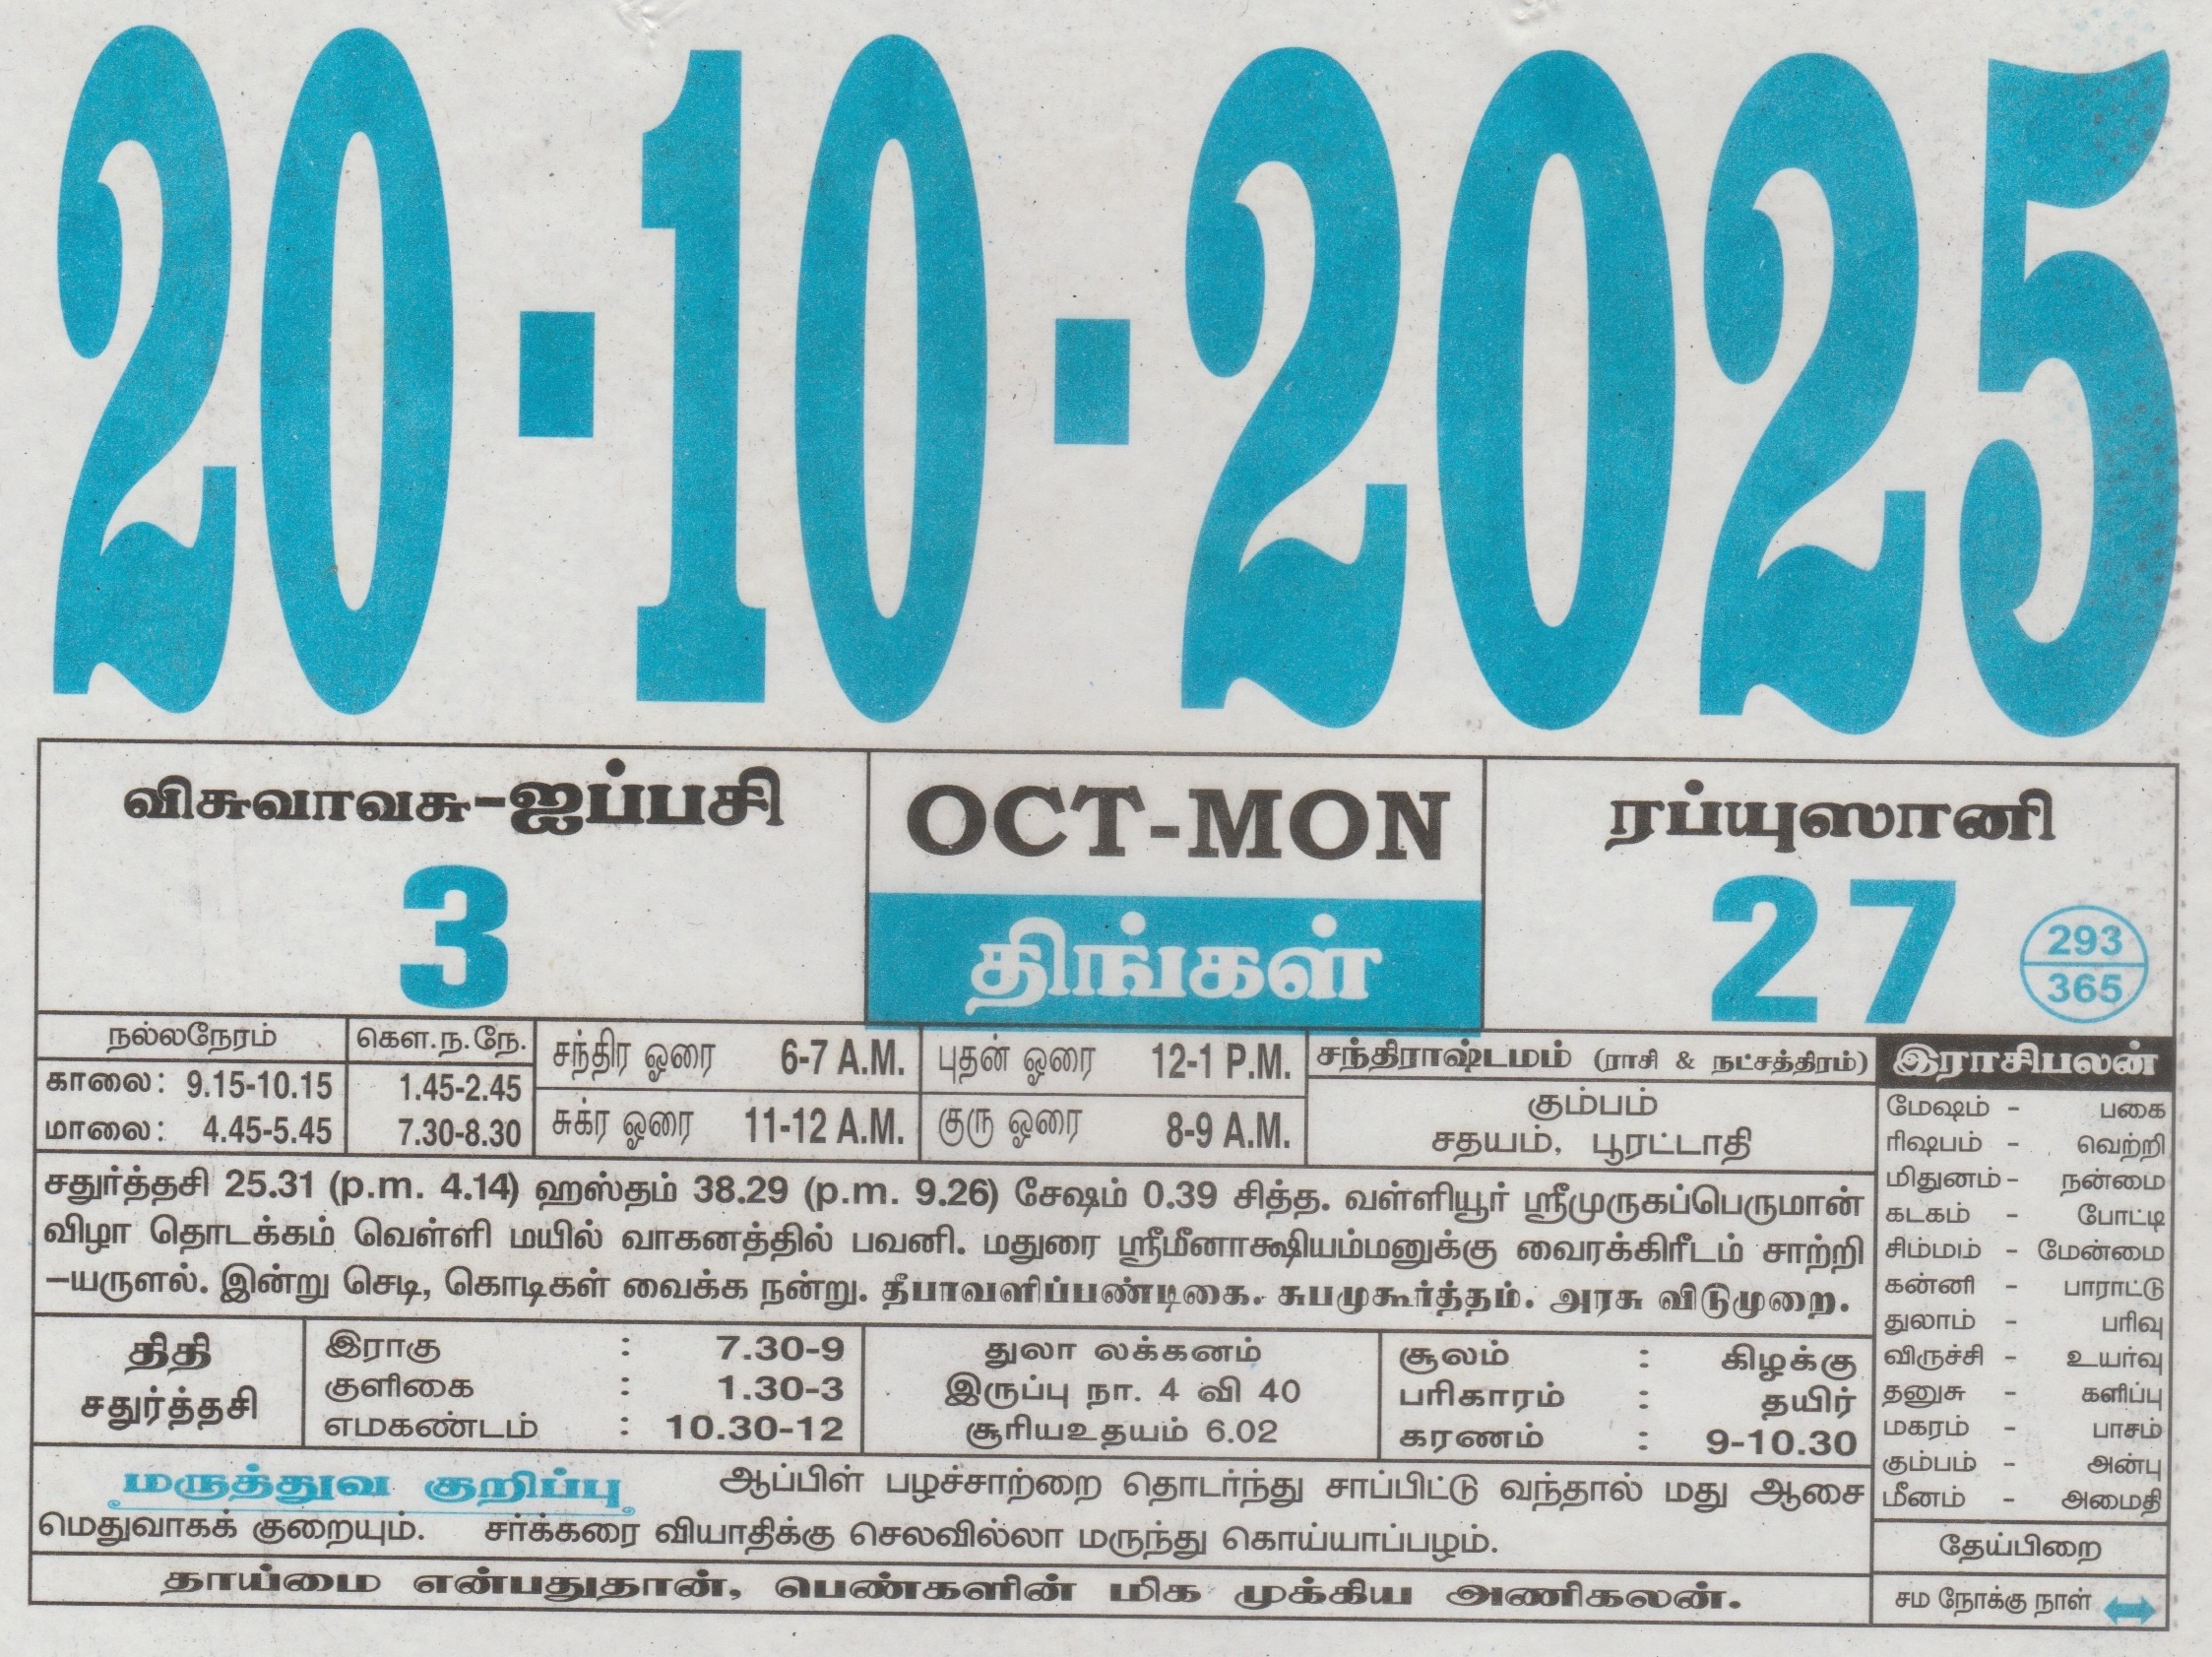 20-10-2025
விசுவாவசு-ஐப்பசி
3
OCT-MON
திங்கள்
ரப்யுஸானி
27
293
365
நல்லநேரம்
காலை: 9.15-10.15
மாலை: 4.45-5.45
கௌ.ந.நே.
1.45-2.45
7.30-8.30
சந்திர ஓரை 6-7 A.M.
சுக்ர ஓரை 11-12 A.M.
புதன் ஓரை 12-1 P.M.
குரு ஓரை 8-9 A.M.
சந்திராஷ்டமம் (ராசி & நட்சத்திரம்)
கும்பம்
சதயம், பூரட்டாதி
சதுர்த்தசி 25.31 (p.m. 4.14) ஹஸ்தம் 38.29 (p.m. 9.26) சேஷம் 0.39 சித்த. வள்ளியூர் ஸ்ரீமுருகப்பெருமான்
விழா தொடக்கம் வெள்ளி மயில் வாகனத்தில் பவனி. மதுரை ஸ்ரீமீனாக்ஷியம்மனுக்கு வைரக்கிரீடம் சாற்றி
–யருளல். இன்று செடி, கொடிகள் வைக்க நன்று. தீபாவளிப்பண்டிகை. சுபமுகூர்த்தம். அரசு விடுமுறை.
திதி
சதுர்த்தசி
இராகு : 7.30-9
குளிகை : 1.30-3
எமகண்டம் : 10.30-12
துலா லக்கனம்
இருப்பு நா. 4 வி 40
சூரியஉதயம் 6.02
சூலம் : கிழக்கு
பரிகாரம் : தயிர்
கரணம் : 9-10.30
மருத்துவ குறிப்பு ஆப்பிள் பழச்சாற்றை தொடர்ந்து சாப்பிட்டு வந்தால் மது ஆசை
மெதுவாகக் குறையும். சர்க்கரை வியாதிக்கு செலவில்லா மருந்து கொய்யாப்பழம்.
தாய்மை என்பதுதான், பெண்களின் மிக முக்கிய அணிகலன்.
இராசிபலன்
மேஷம் - பகை
ரிஷபம் - வெற்றி
மிதுனம் - நன்மை
கடகம் - போட்டி
சிம்மம் - மேன்மை
கன்னி - பாராட்டு
துலாம் - பரிவு
விருச்சி - உயர்வு
தனுசு - களிப்பு
மகரம் - பாசம்
கும்பம் - அன்பு
மீனம் - அமைதி
தேய்பிறை
சம நோக்கு நாள்